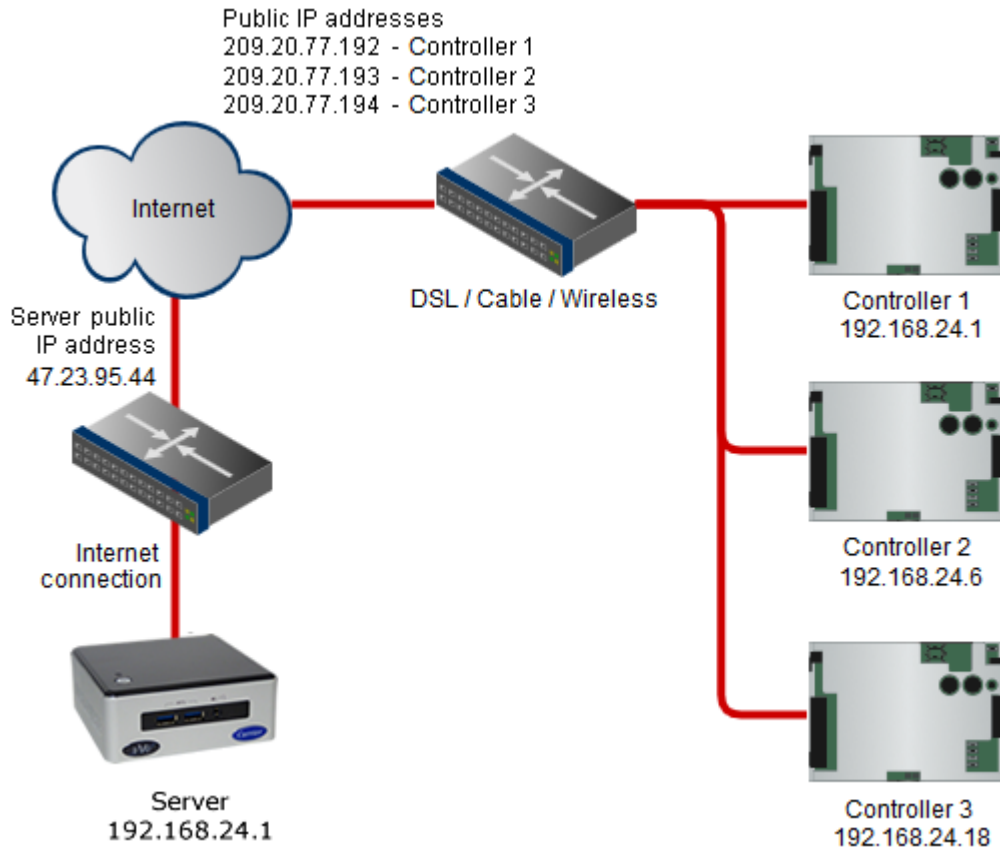 Public IP addresses
209.20.77.192 - Controller 1
209.20.77.193 - Controller 2
209.20.77.194 - Controller 3
Internet
DSL / Cable / Wireless
Controller 1
192.168.24.1
Server public
IP address
47.23.95.44
Controller 2
192.168.24.6
Internet
connection
Carrier
Server
192.168.24.1
Controller 3
192.168.24.18